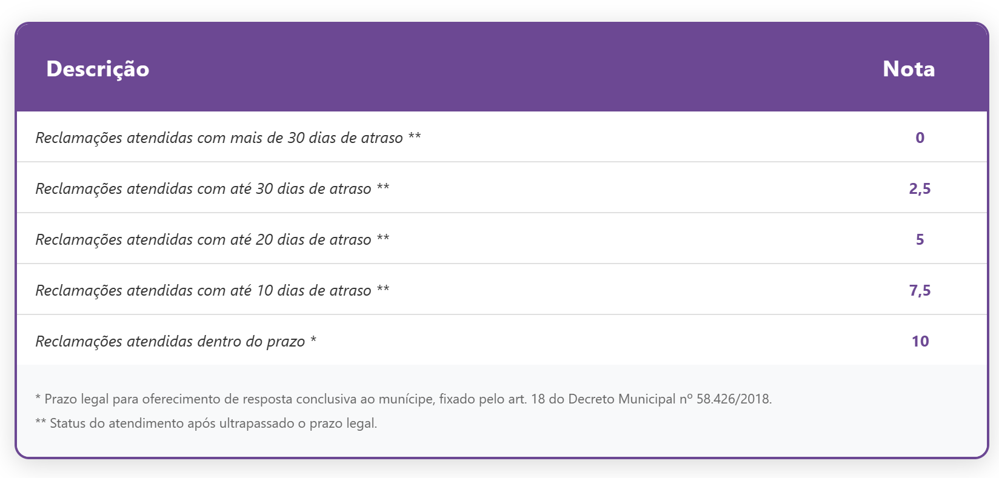 Descrição Nota
Reclamações atendidas com mais de 30 dias de atraso ** 0
Reclamações atendidas com até 30 dias de atraso ** 2,5
Reclamações atendidas com até 20 dias de atraso ** 5
Reclamações atendidas com até 10 dias de atraso ** 7,5
Reclamações atendidas dentro do prazo * 10
* Prazo legal para oferecimento de resposta conclusiva ao munícipe, fixado pelo art. 18 do Decreto Municipal nº 58.426/2018.
** Status do atendimento após ultrapassado o prazo legal.